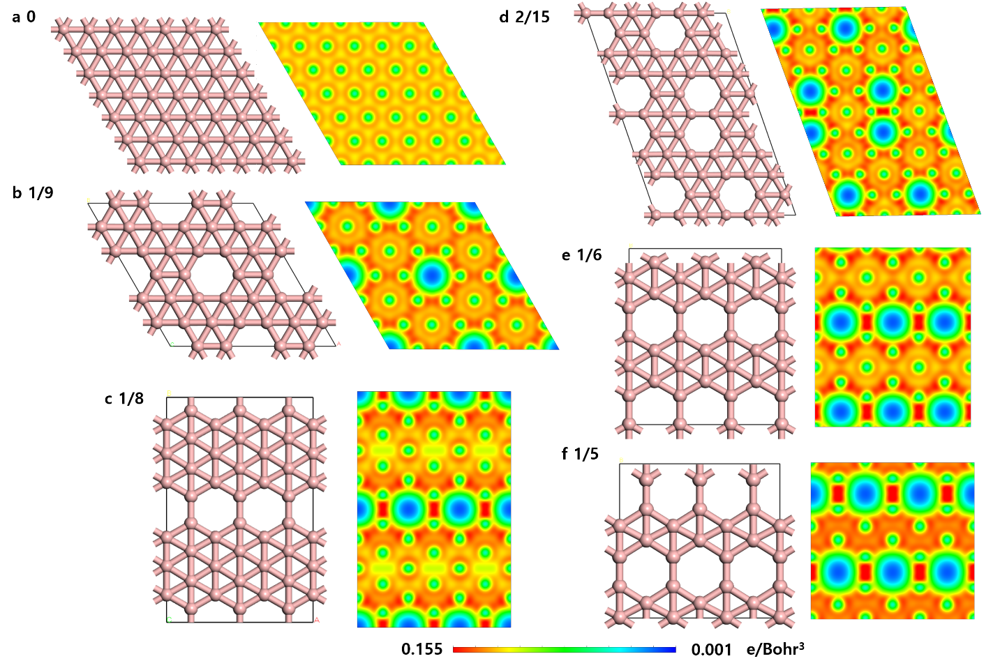 a 0
d 2/15
b 1/9
C
A
e 1/6
c 1/8
B
C
A
f 1/5
0.155
0.001 e/Bohr³